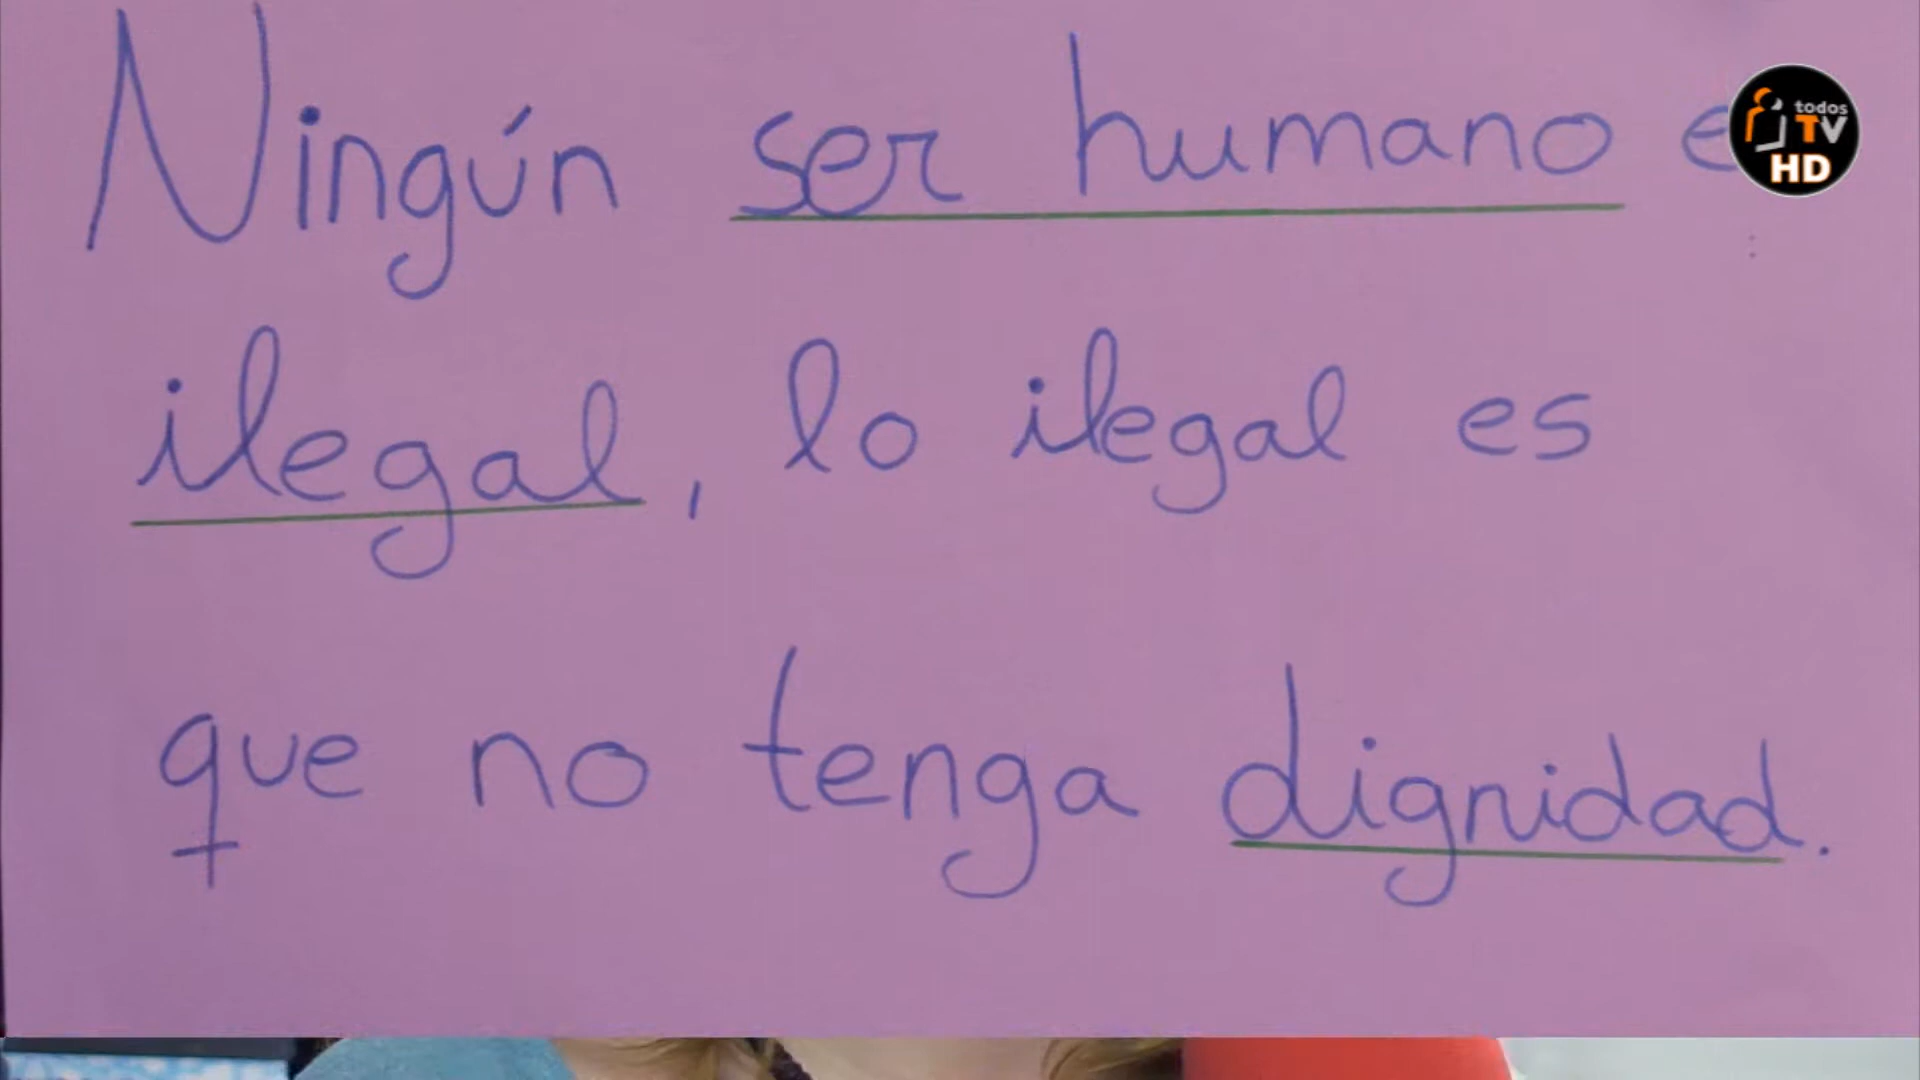 Ningún ser humano e
ilegal, lo ilegal es
que no tenga dignidad.
todos
TV
HD